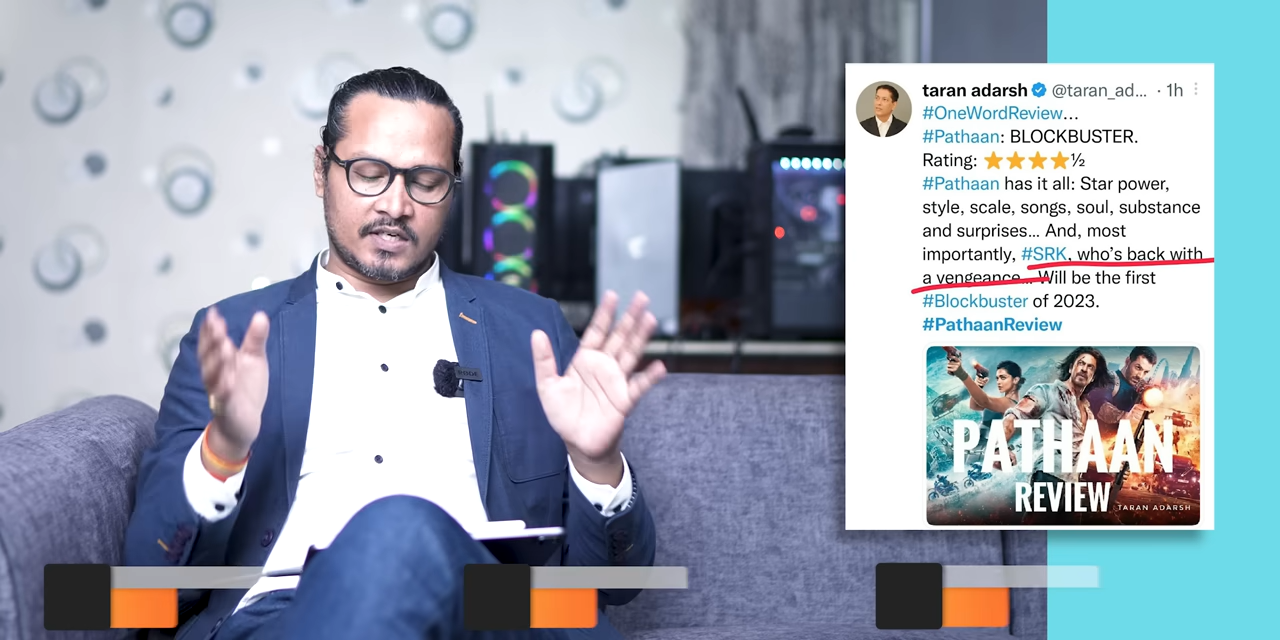 taran adarsh @taran_ad... · 1h
#OneWordReview...
#Pathaan: BLOCKBUSTER.
Rating: ⭐⭐⭐⭐½
#Pathaan has it all: Star power,
style, scale, songs, soul, substance
and surprises... And, most
importantly, #SRK, who's back with
a vengeance... Will be the first
#Blockbuster of 2023.
#PathaanReview
PATHAAN
REVIEW
TARAN ADARSH
RODE